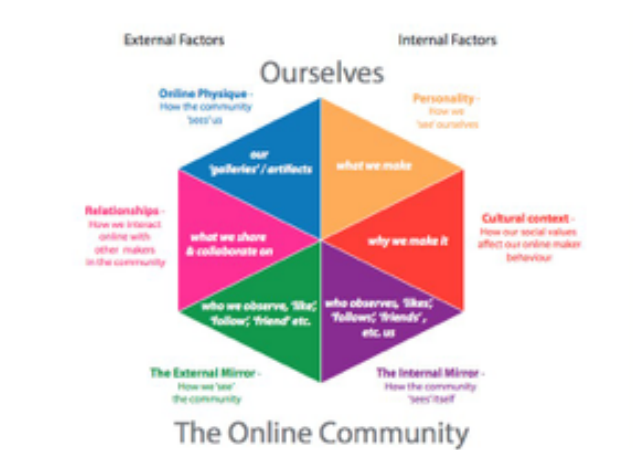 External Factors
Internal Factors
Ourselves
Online Physique -
How the community
'sees' us
Personality -
How we
'see' ourselves
our
'galleries' / artifacts
what we make
Relationships -
How we interact
online with
other makers
in the community
what we share
& collaborate on
why we make it
Cultural context -
How our social values
affect our online maker
behaviour
who we observe, 'like',
'follow', 'friend' etc.
who observes, 'likes',
'follows', 'friends',
etc. us
The External Mirror -
How we 'see'
the community
The Internal Mirror -
How the community
'sees' itself
The Online Community